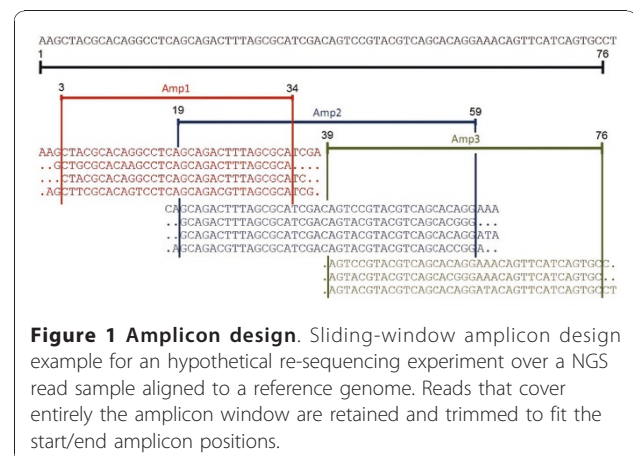 AAGCTACGCACAGGCCTCAGCAGACTTTAGCGCATCGACAGTCCGTACGTCAGCACAGGAAACAGTTCATCAGTGCCT
1 76
3 Amp1 34
19 Amp2 59
39 Amp3 76
AAGCTACGCACAGGCCTCAGCAGACTTTAGCGCATCGA
..GCTGCGCACAAGCCTCAGCAGACTTTAGCGCA....
...CTACGCACAGGCCTCAGCAGACTTTAGCGCATC..
.AGCTTCGCACAGTCCTCAGCAGACGTTAGCGCATCG.
CAGCAGACTTTAGCGCATCGACAGTCCGTACGTCAGCACAGGAAA
..GCAGACTTTAGCGCATCGACAGTACGTACGTCAGCACGGG...
..GCAGACTTTAGCGCATCGACAGTACGTACGTCAGCACAGGATA
.AGCAGACGTTAGCGCATCGACAGTACGTACGTCAGCACCGGA..
.AGTCCGTACGTCAGCACAGGAAACAGTTCATCAGTGCC.
.AGTACGTACGTCAGCACGGGAAACAGTTCATCAGTGC..
.AGTACGTACGTCAGCACAGGATACAGTTCATCAGTGCCT
Figure 1 Amplicon design. Sliding-window amplicon design
example for an hypothetical re-sequencing experiment over a NGS
read sample aligned to a reference genome. Reads that cover
entirely the amplicon window are retained and trimmed to fit the
start/end amplicon positions.